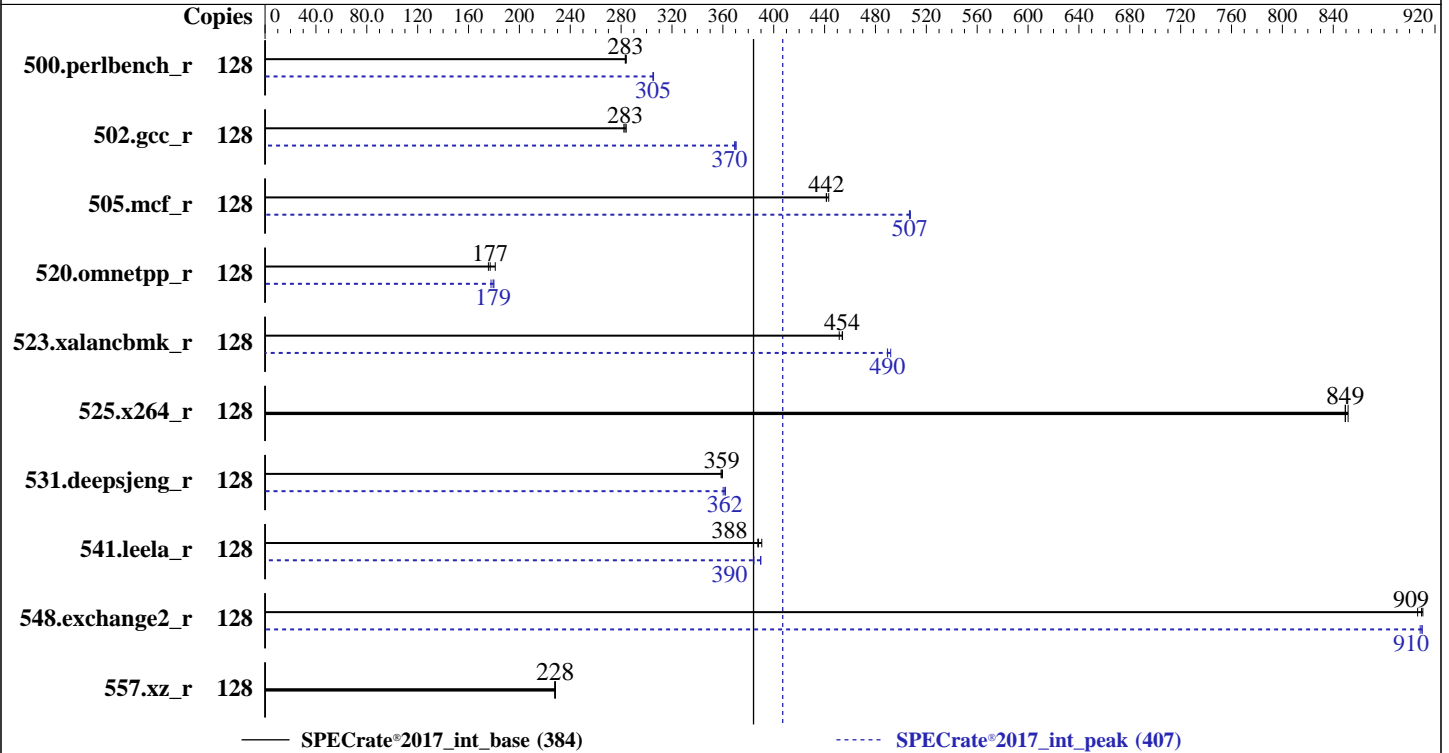 Copies 0 40.0 80.0 120 160 200 240 280 320 360 400 440 480 520 560 600 640 680 720 760 800 840 920
283
500.perlbench_r 128
305
283
502.gcc_r 128
370
442
505.mcf_r 128
507
177
520.omnetpp_r 128
179
454
523.xalancbmk_r 128
490
849
525.x264_r 128
359
531.deepsjeng_r 128
362
388
541.leela_r 128
390
909
548.exchange2_r 128
910
228
557.xz_r 128
SPECrate®2017_int_base (384) SPECrate®2017_int_peak (407)